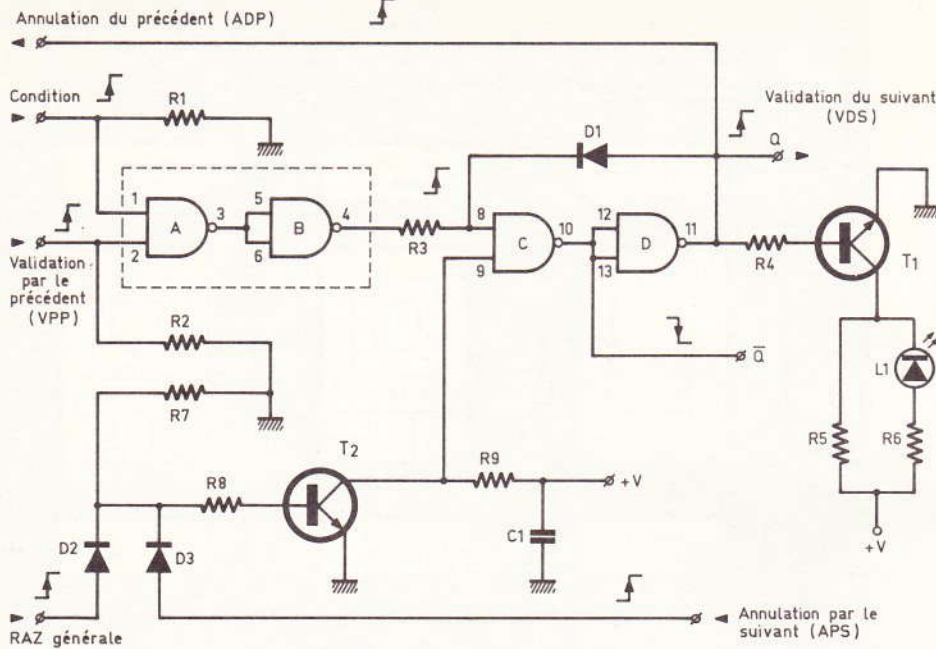 Annulation du précédent (ADP)
Condition
R1
D1
Validation du suivant
(VDS)
Q
1
2
A
3
5
6
B
4
R3
8
9
C
10
12
13
D
11
R4
T1
Validation
par le
précédent
(VPP)
R2
R7
Q̅
L1
R5
R6
T2
R9
+V
R8
C1
+V
D2
D3
RAZ générale
Annulation par le
suivant (APS)